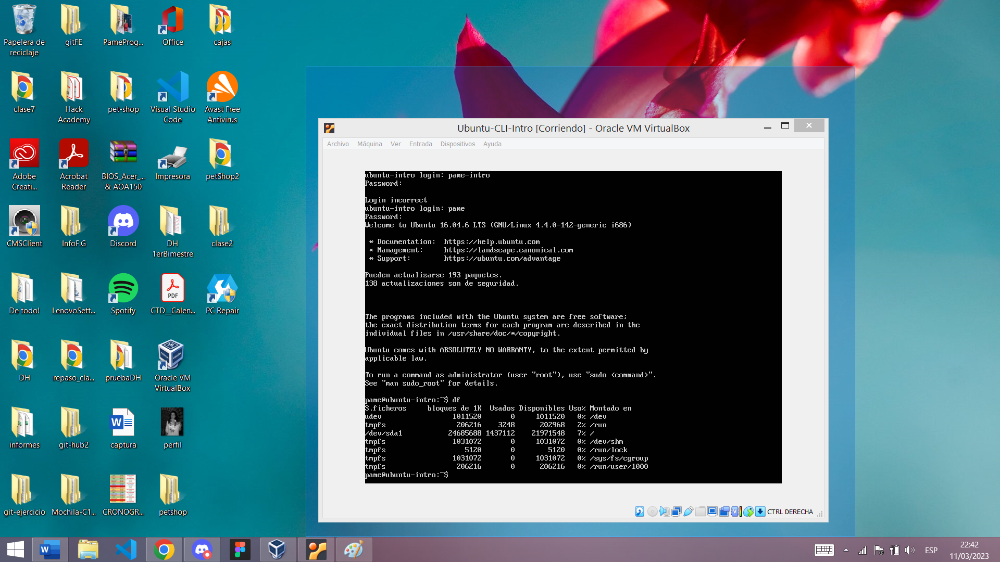 Papelera de reciclaje
gitFE
PameProg...
Office
cajas
clase7
Hack Academy
pet-shop
Visual Studio Code
Avast Free Antivirus
Adobe Creati...
Acrobat Reader
BIOS_Acer_... & AOA150
Impresora
petShop2
CMSClient
InfoF.G
Discord
DH 1erBimestre
clase2
De todo!
LenovoSett...
Spotify
PDF
CTD__Calen...
PC Repair
DH
repaso_cla...
pruebaDH
Oracle VM VirtualBox
informes
git-hub2
captura
perfil
git-ejercicio
Mochila-C1...
CRONOGR...
petshop
Ubuntu-CLI-Intro [Corriendo] - Oracle VM VirtualBox
Archivo Máquina Ver Entrada Dispositivos Ayuda
ubuntu-intro login: pame-intro
Password:
Login incorrect
ubuntu-intro login: pame
Password:
Welcome to Ubuntu 16.04.6 LTS (GNU/Linux 4.4.0-142-generic i686)
* Documentation:  https://help.ubuntu.com
* Management:     https://landscape.canonical.com
* Support:        https://ubuntu.com/advantage
Pueden actualizarse 193 paquetes.
138 actualizaciones son de seguridad.
The programs included with the Ubuntu system are free software;
the exact distribution terms for each program are described in the
individual files in /usr/share/doc/*/copyright.
Ubuntu comes with ABSOLUTELY NO WARRANTY, to the extent permitted by
applicable law.
To run a command as administrator (user "root"), use "sudo <command>".
See "man sudo_root" for details.
pame@ubuntu-intro:~$ df
S.ficheros     bloques de 1K  Usados Disponibles Uso% Montado en
udev                 1011520       0     1011520   0% /dev
tmpfs                 206216    3248      202968   2% /run
/dev/sda1           24685688 1437112    21971548   7% /
tmpfs                1031072       0     1031072   0% /dev/shm
tmpfs                   5120       0        5120   0% /run/lock
tmpfs                1031072       0     1031072   0% /sys/fs/cgroup
tmpfs                 206216       0      206216   0% /run/user/1000
pame@ubuntu-intro:~$
CTRL DERECHA
ESP
22:42
11/03/2023